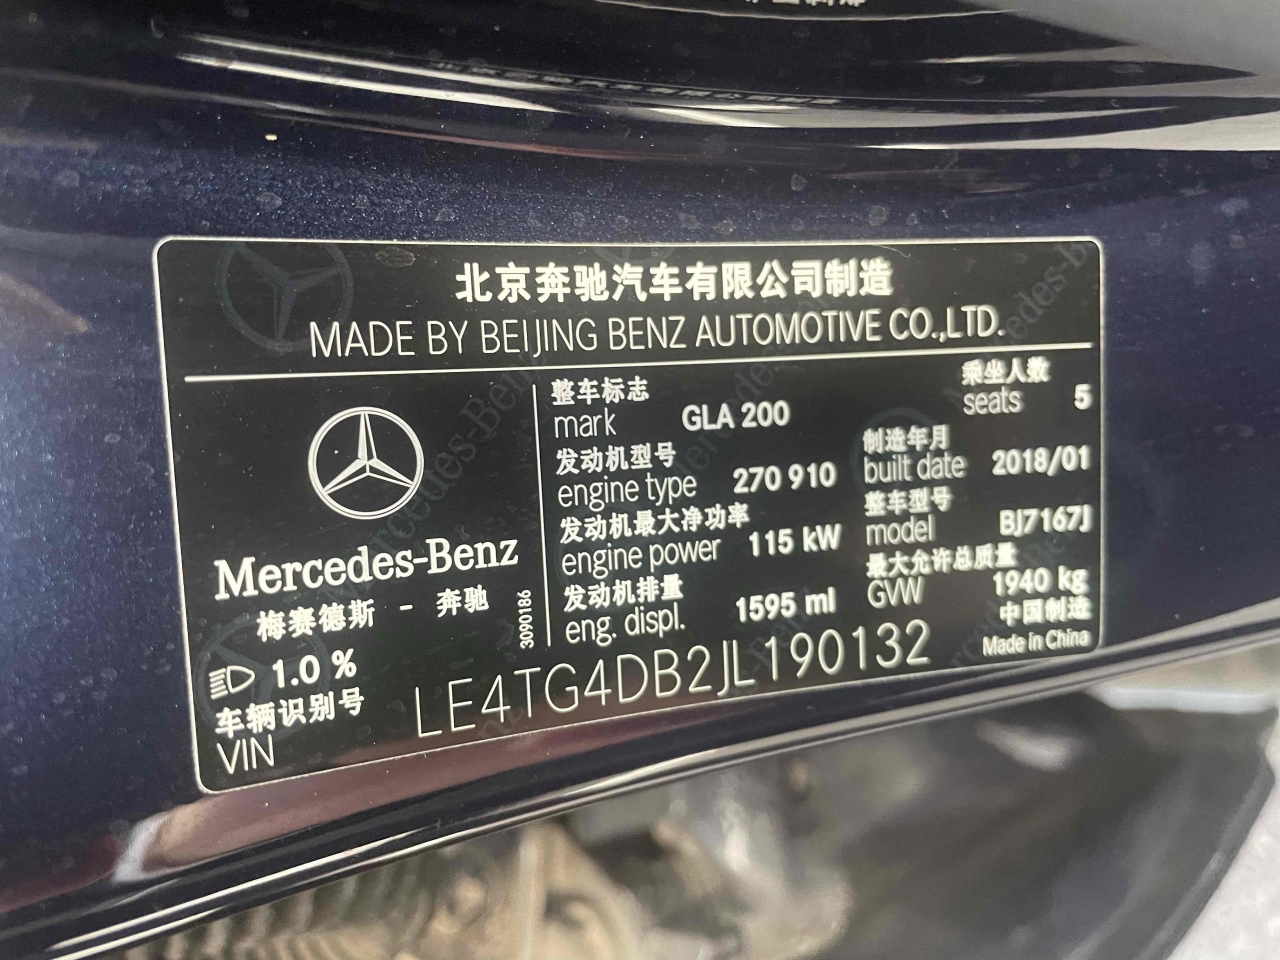 北京奔驰汽车有限公司制造
MADE BY BEIJING BENZ AUTOMOTIVE CO.,LTD.
Mercedes-Benz
梅赛德斯 - 奔驰
3090186
1.0 %
整车标志
mark GLA 200
乘坐人数
seats 5
发动机型号
engine type 270 910
制造年月
built date 2018/01
发动机最大净功率
engine power 115 kW
整车型号
model BJ7167J
发动机排量
eng. displ. 1595 ml
最大允许总质量
GVW 1940 kg
中国制造
Made in China
车辆识别号
VIN LE4TG4DB2JL190132